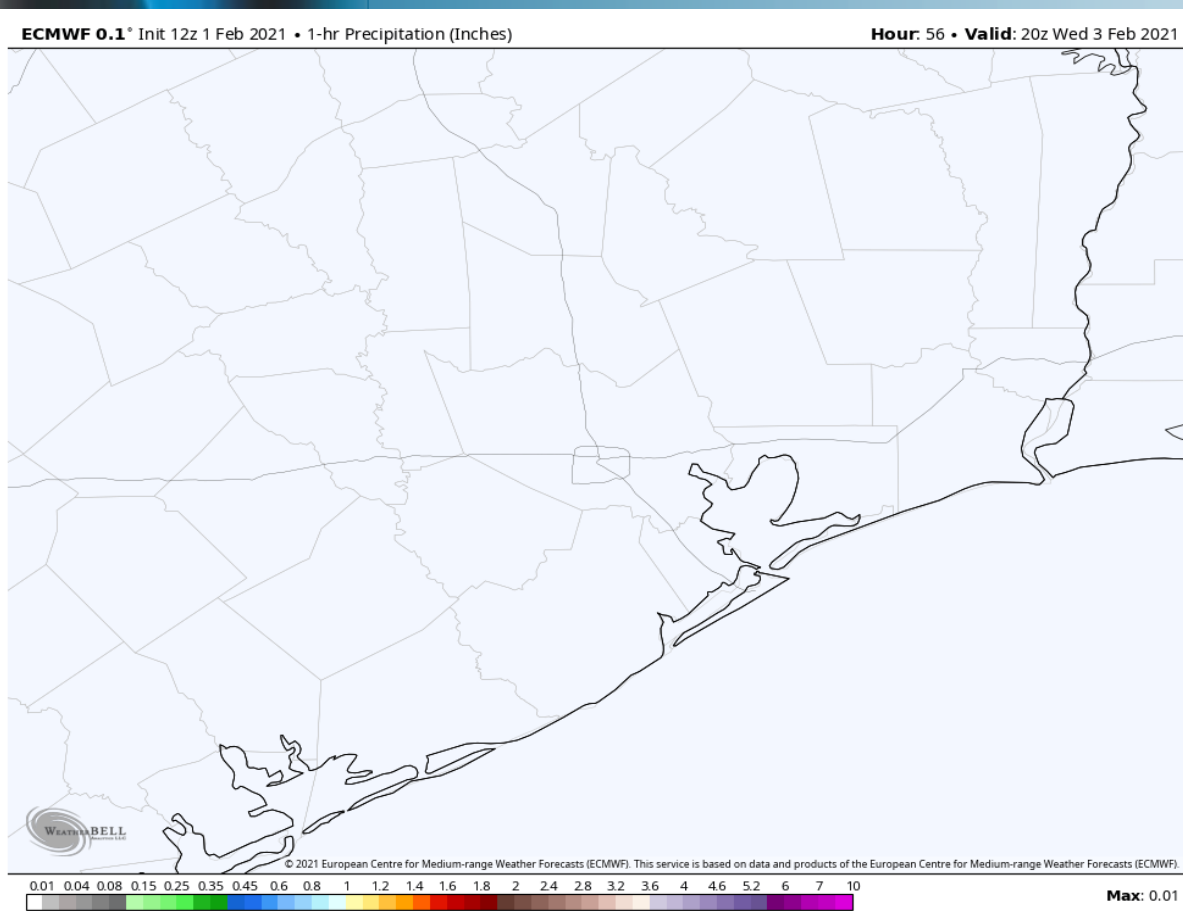 ECMWF 0.1° Init 12z 1 Feb 2021 • 1-hr Precipitation (Inches) Hour: 56 • Valid: 20z Wed 3 Feb 2021
WEATHERBELL
© 2021 European Centre for Medium-range Weather Forecasts (ECMWF). This service is based on data and products of the European Centre for Medium-range Weather Forecasts (ECMWF).
0.01 0.04 0.08 0.15 0.25 0.35 0.45 0.6 0.8 1 1.2 1.4 1.6 1.8 2 2.4 2.8 3.2 3.6 4 4.6 5.2 6 7 10
Max: 0.01